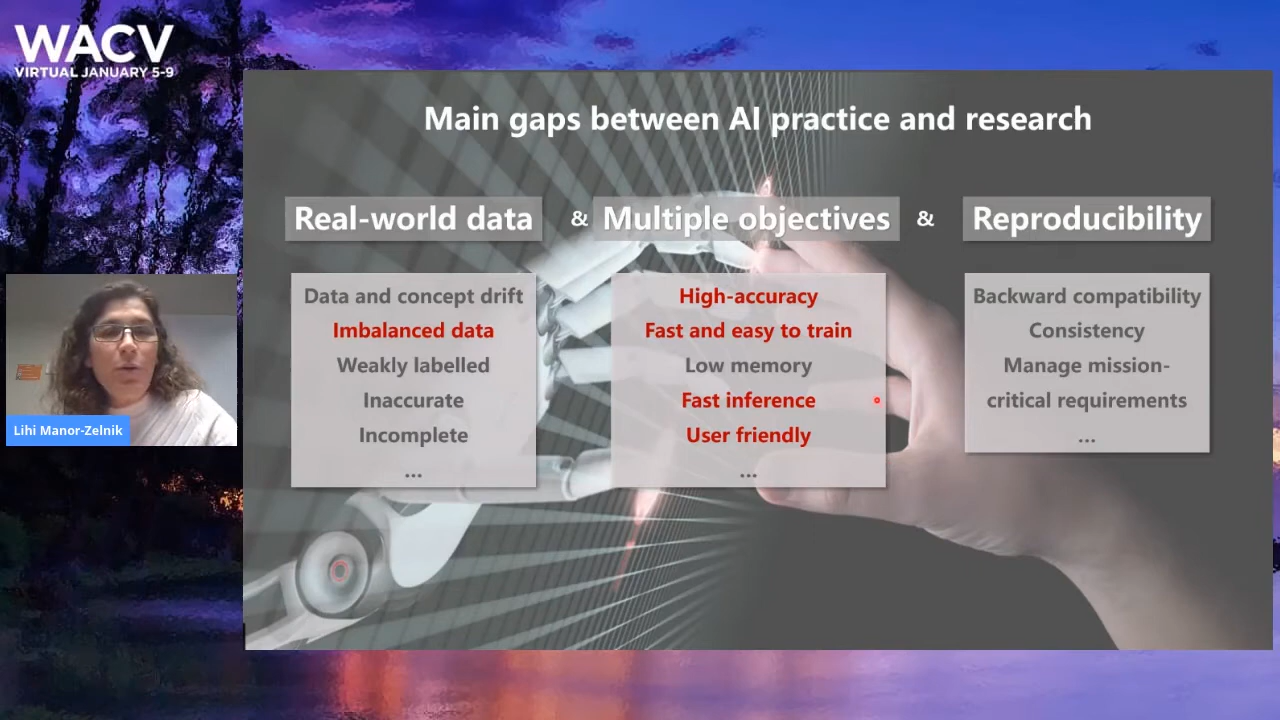 WACV
VIRTUAL JANUARY 5-9
Main gaps between AI practice and research
Real-world data & Multiple objectives & Reproducibility
Data and concept drift
Imbalanced data
Weakly labelled
Inaccurate
Incomplete
...
High-accuracy
Fast and easy to train
Low memory
Fast inference
User friendly
...
Backward compatibility
Consistency
Manage mission-
critical requirements
...
Lihi Manor-Zelnik